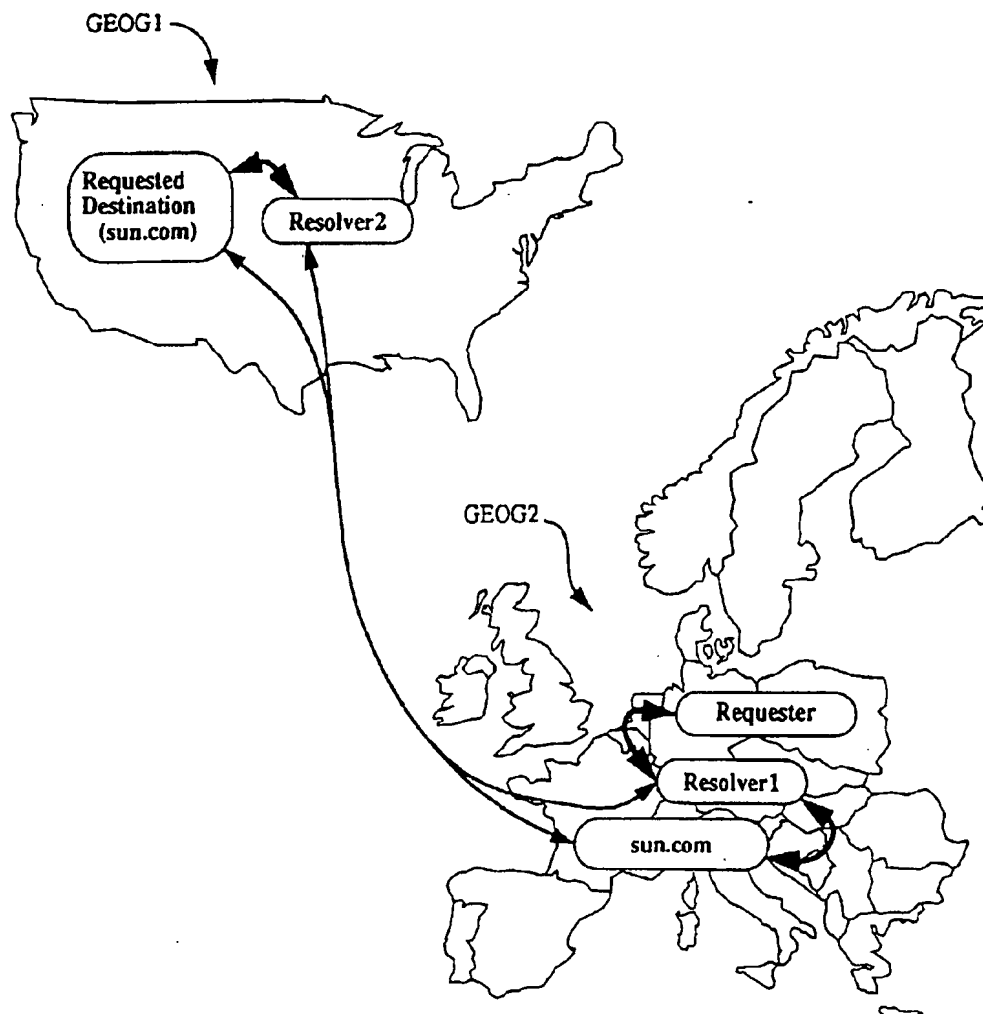 GEOG1
Requested
Destination
(sun.com)
Resolver2
GEOG2
Requester
Resolver1
sun.com